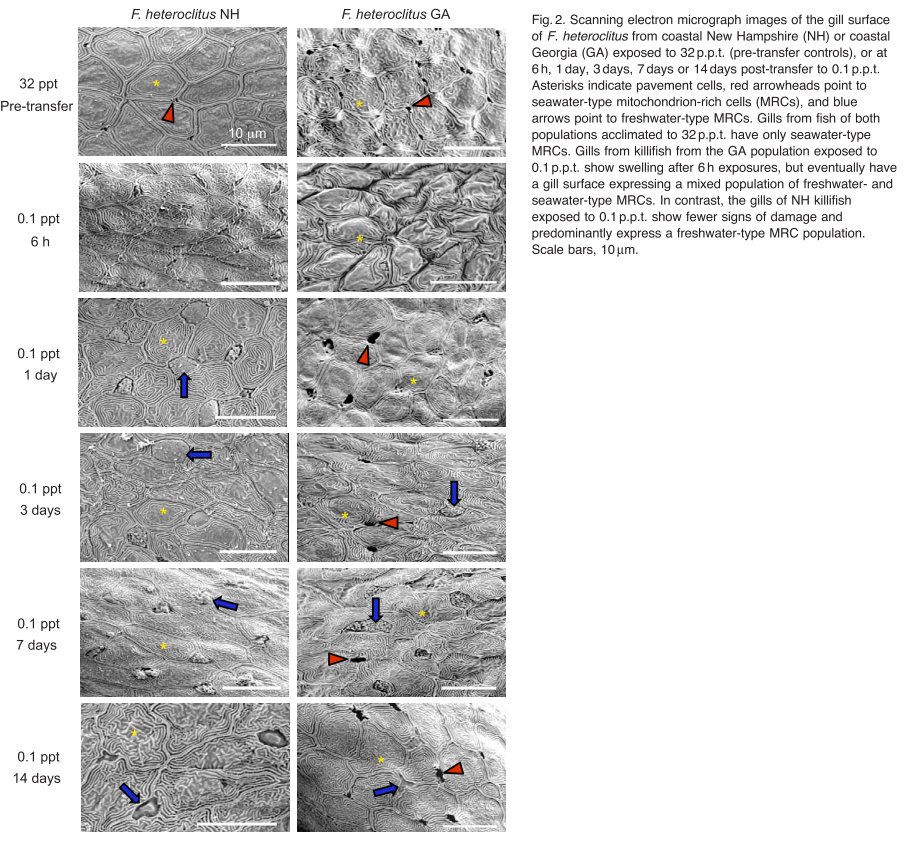 F. heteroclitus NH
F. heteroclitus GA
32 ppt
Pre-transfer
10 μm
0.1 ppt
6 h
0.1 ppt
1 day
0.1 ppt
3 days
0.1 ppt
7 days
0.1 ppt
14 days
Fig. 2. Scanning electron micrograph images of the gill surface
of F. heteroclitus from coastal New Hampshire (NH) or coastal
Georgia (GA) exposed to 32 p.p.t. (pre-transfer controls), or at
6 h, 1 day, 3 days, 7 days or 14 days post-transfer to 0.1 p.p.t.
Asterisks indicate pavement cells, red arrowheads point to
seawater-type mitochondrion-rich cells (MRCs), and blue
arrows point to freshwater-type MRCs. Gills from fish of both
populations acclimated to 32 p.p.t. have only seawater-type
MRCs. Gills from killifish from the GA population exposed to
0.1 p.p.t. show swelling after 6 h exposures, but eventually have
a gill surface expressing a mixed population of freshwater- and
seawater-type MRCs. In contrast, the gills of NH killifish
exposed to 0.1 p.p.t. show fewer signs of damage and
predominantly express a freshwater-type MRC population.
Scale bars, 10 μm.